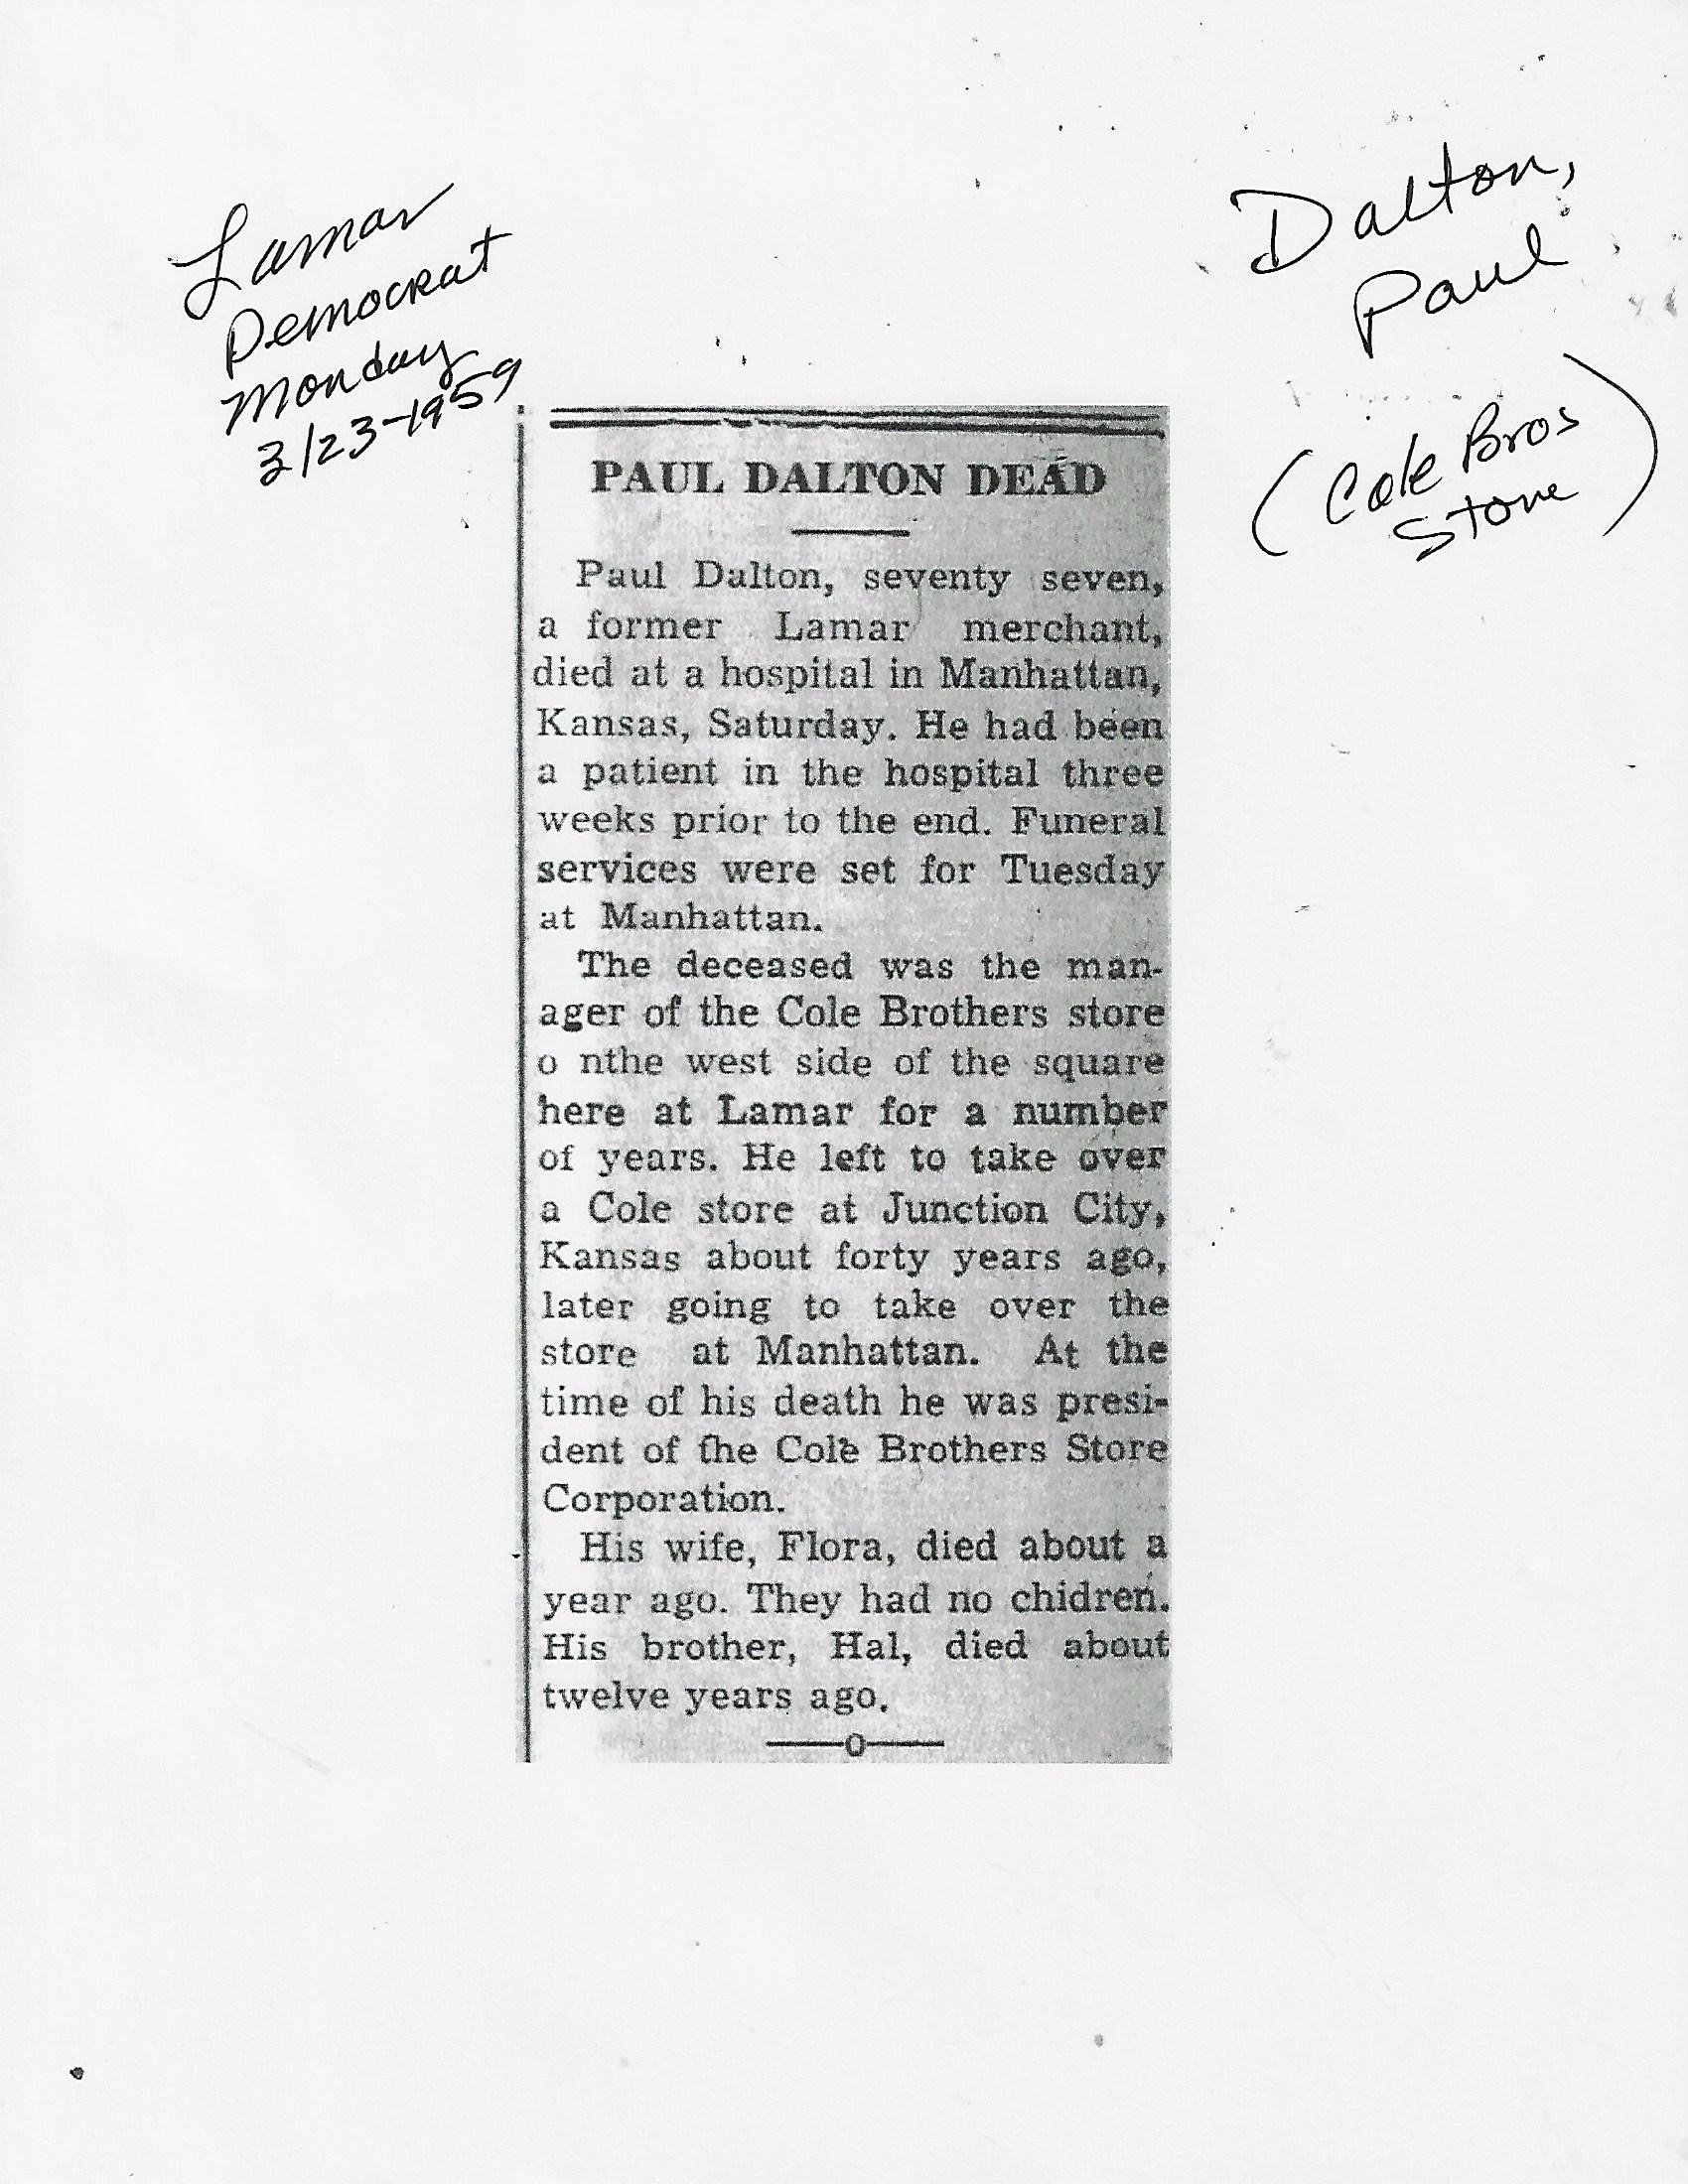 Lamar
Democrat
Monday
3/23-1959
Dalton,
Paul
(Cole Bros
Store)
PAUL DALTON DEAD
Paul Dalton, seventy seven,
a former Lamar merchant,
died at a hospital in Manhattan,
Kansas, Saturday. He had been
a patient in the hospital three
weeks prior to the end. Funeral
services were set for Tuesday
at Manhattan.
The deceased was the man-
ager of the Cole Brothers store
o nthe west side of the square
here at Lamar for a number
of years. He left to take over
a Cole store at Junction City,
Kansas about forty years ago,
later going to take over the
store at Manhattan. At the
time of his death he was presi-
dent of the Cole Brothers Store
Corporation.
His wife, Flora, died about a
year ago. They had no chidren.
His brother, Hal, died about
twelve years ago.
——o——